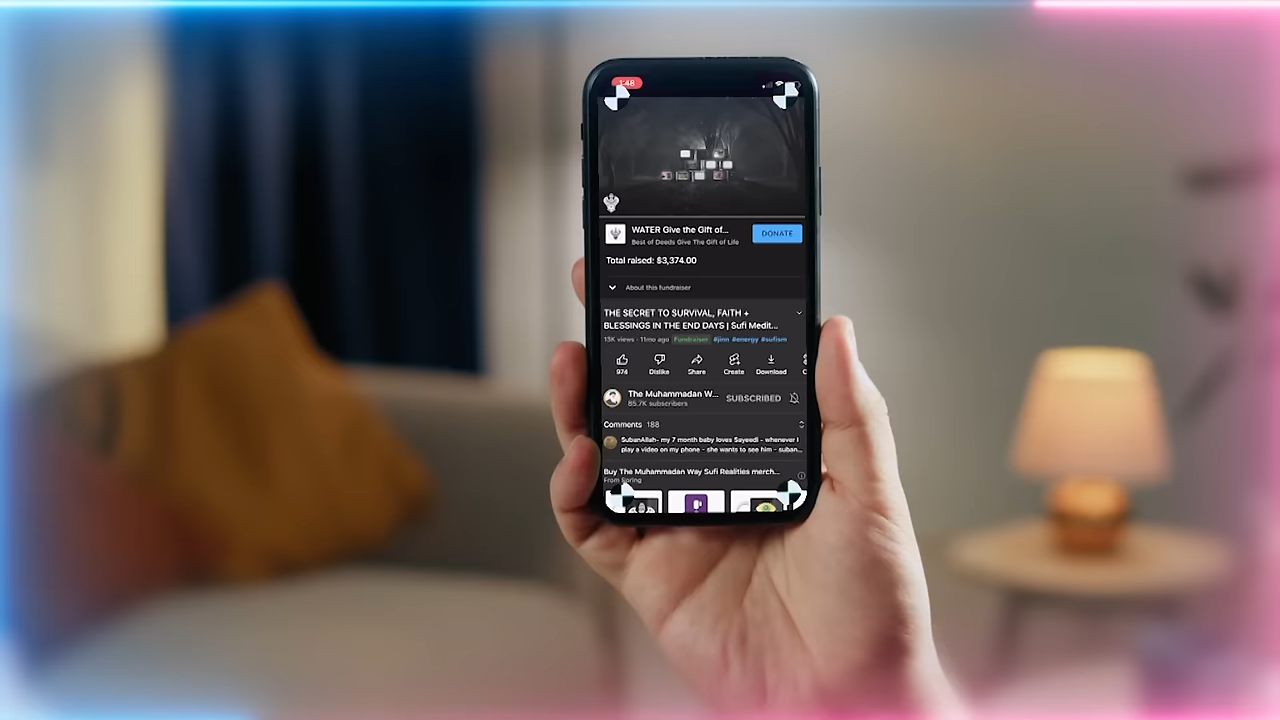 1:48
WATER Give the Gift of...
Best of Deeds Give The Gift of Life
DONATE
Total raised: $3,374.00
About this fundraiser
THE SECRET TO SURVIVAL, FAITH +
BLESSINGS IN THE END DAYS | Sufi Medit...
13K views · 11mo ago Fundraiser #jinn #energy #sufism
974 Dislike Share Create Download
The Muhammadan W... SUBSCRIBED
85.7K subscribers
Comments 188
SubanAllah- my 7 month baby loves Sayeedi - whenever I
play a video on my phone - she wants to see him - suban...
Buy The Muhammadan Way Sufi Realities merch...
From Spring